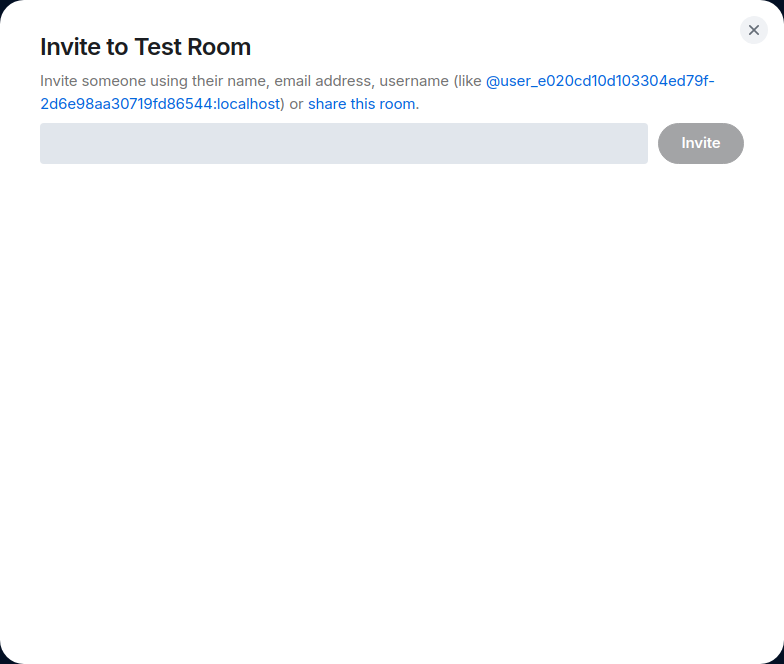 Invite to Test Room
Invite someone using their name, email address, username (like @user_e020cd10d103304ed79f-
2d6e98aa30719fd86544:localhost) or share this room.
Invite